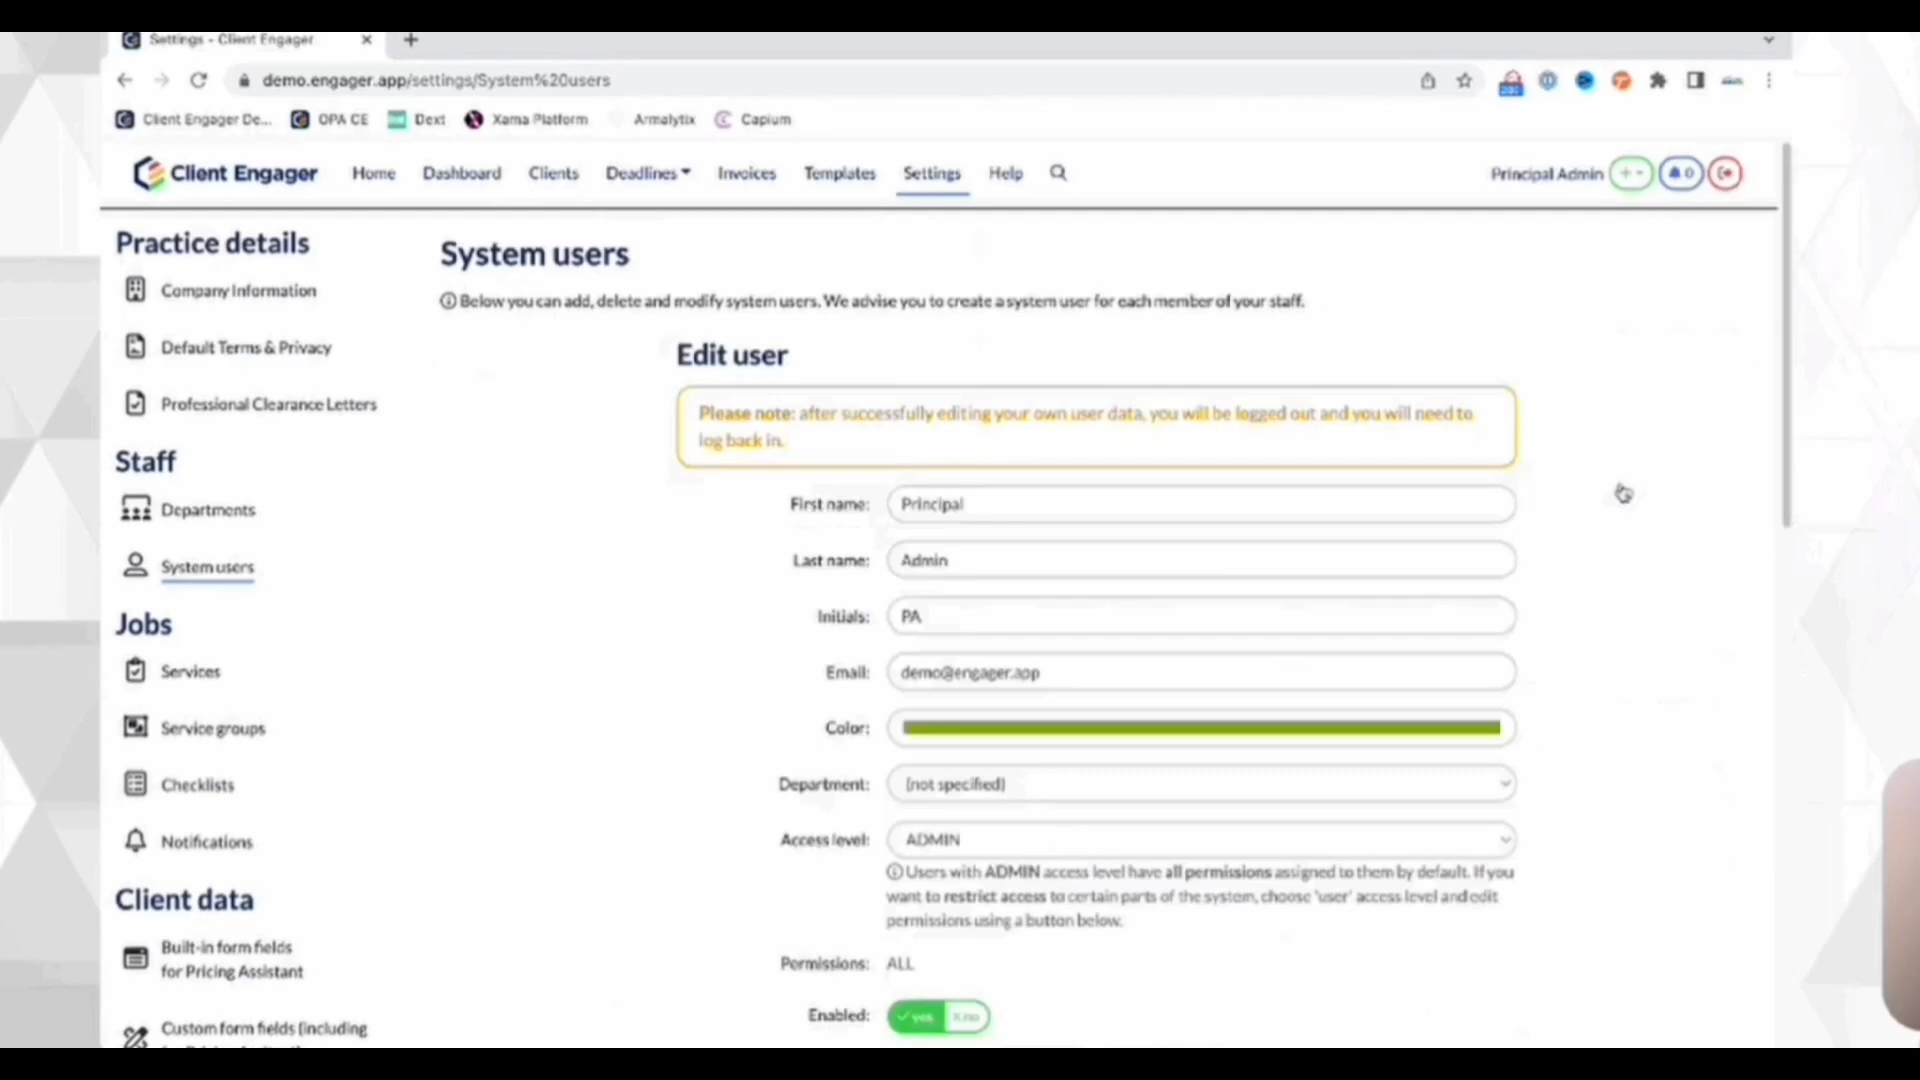 Settings - Client Engager
demo.engager.app/settings/System%20users
Client Engager De...
OPA CE
Dext
Xama Platform
Armalytix
Capium
Client Engager
Home
Dashboard
Clients
Deadlines
Invoices
Templates
Settings
Help
Principal Admin
0
Practice details
Company Information
Default Terms & Privacy
Professional Clearance Letters
Staff
Departments
System users
Jobs
Services
Service groups
Checklists
Notifications
Client data
Built-in form fields
for Pricing Assistant
Custom form fields (including
System users
Below you can add, delete and modify system users. We advise you to create a system user for each member of your staff.
Edit user
Please note: after successfully editing your own user data, you will be logged out and you will need to
log back in.
First name: Principal
Last name: Admin
Initials: PA
Email: demo@engager.app
Color:
Department: (not specified)
Access level: ADMIN
Users with ADMIN access level have all permissions assigned to them by default. If you
want to restrict access to certain parts of the system, choose 'user' access level and edit
permissions using a button below.
Permissions: ALL
Enabled: yes no